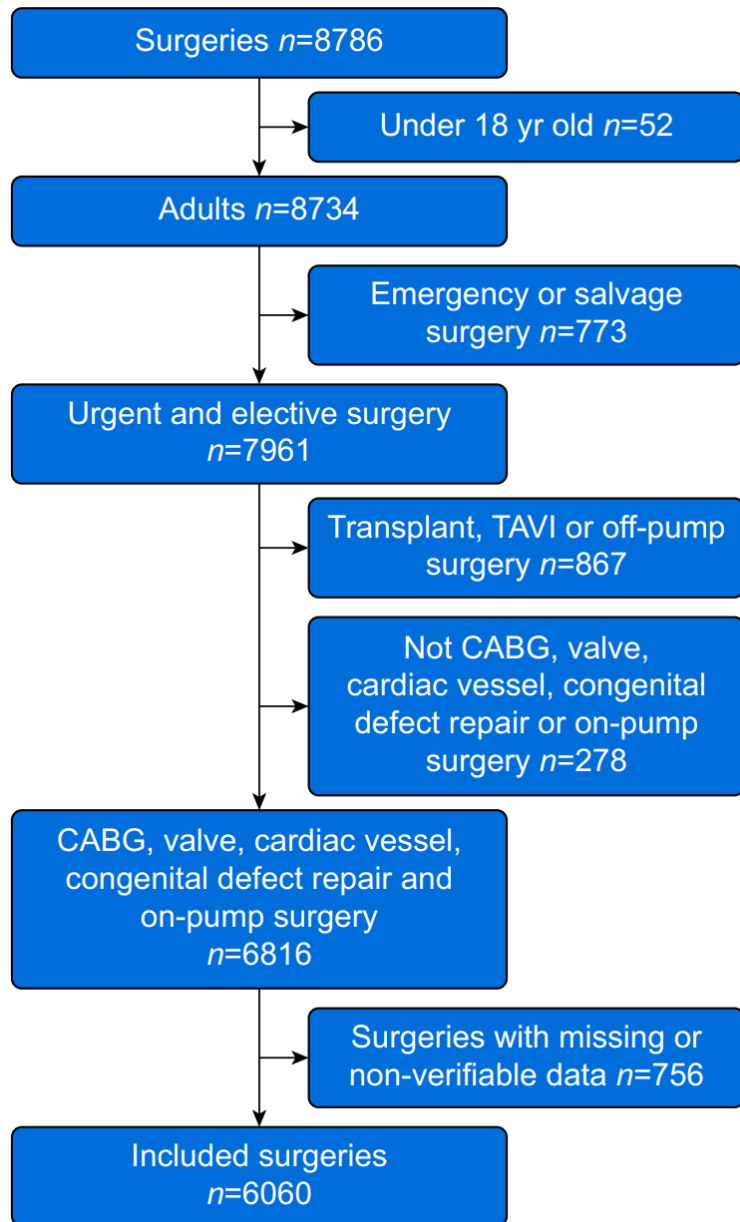 Surgeries n=8786
Under 18 yr old n=52
Adults n=8734
Emergency or salvage
surgery n=773
Urgent and elective surgery
n=7961
Transplant, TAVI or off-pump
surgery n=867
Not CABG, valve,
cardiac vessel, congenital
defect repair or on-pump
surgery n=278
CABG, valve, cardiac vessel,
congenital defect repair and
on-pump surgery
n=6816
Surgeries with missing or
non-verifiable data n=756
Included surgeries
n=6060